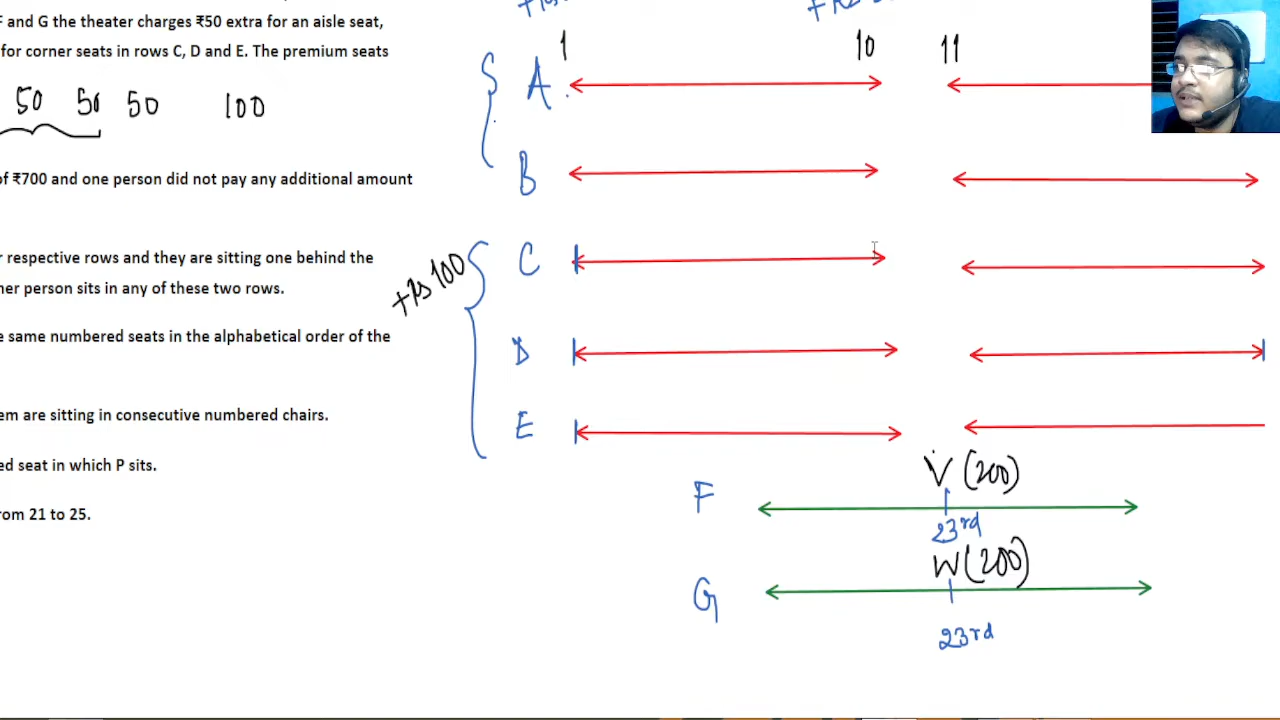 F and G the theater charges ₹50 extra for an aisle seat,
for corner seats in rows C, D and E. The premium seats
50 50 50 100
of ₹700 and one person did not pay any additional amount
r respective rows and they are sitting one behind the
her person sits in any of these two rows.
e same numbered seats in the alphabetical order of the
em are sitting in consecutive numbered chairs.
ed seat in which P sits.
rom 21 to 25.
1 10 11
A
B
+Rs 100
C
D
E
V (200)
F
23rd
W (200)
G
23rd